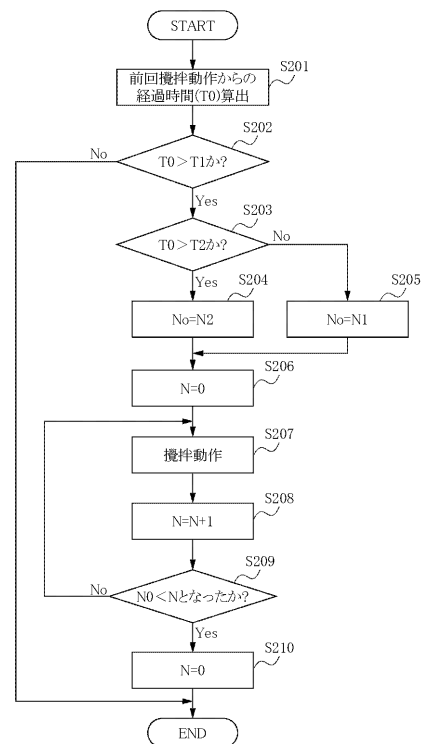 START
S201
前回攪拌動作からの
経過時間(T0)算出
S202
No
T0＞T1か?
Yes
S203
T0＞T2か?
No
Yes
S204
No=N2
S205
No=N1
S206
N=0
S207
攪拌動作
S208
N=N+1
S209
No
N0＜Nとなったか?
Yes
S210
N=0
END